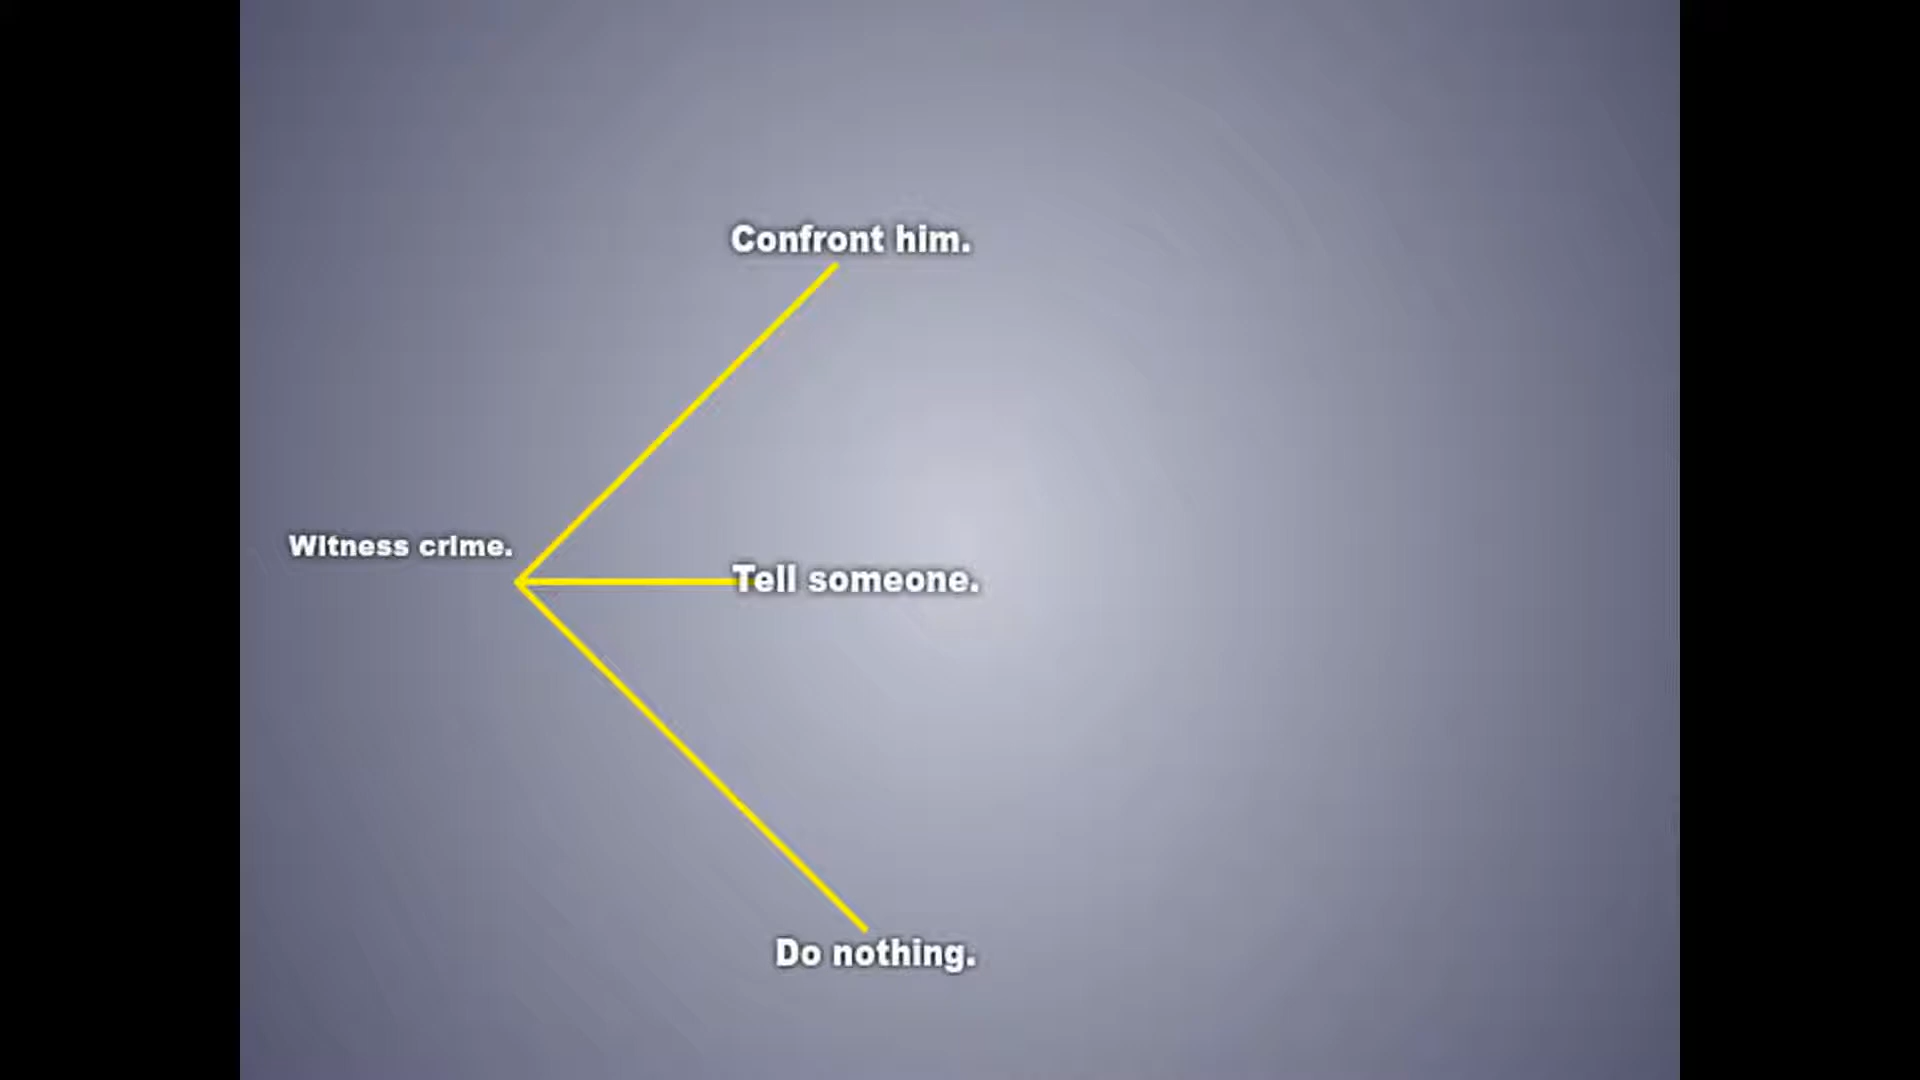 Confront him.
Witness crime.
Tell someone.
Do nothing.